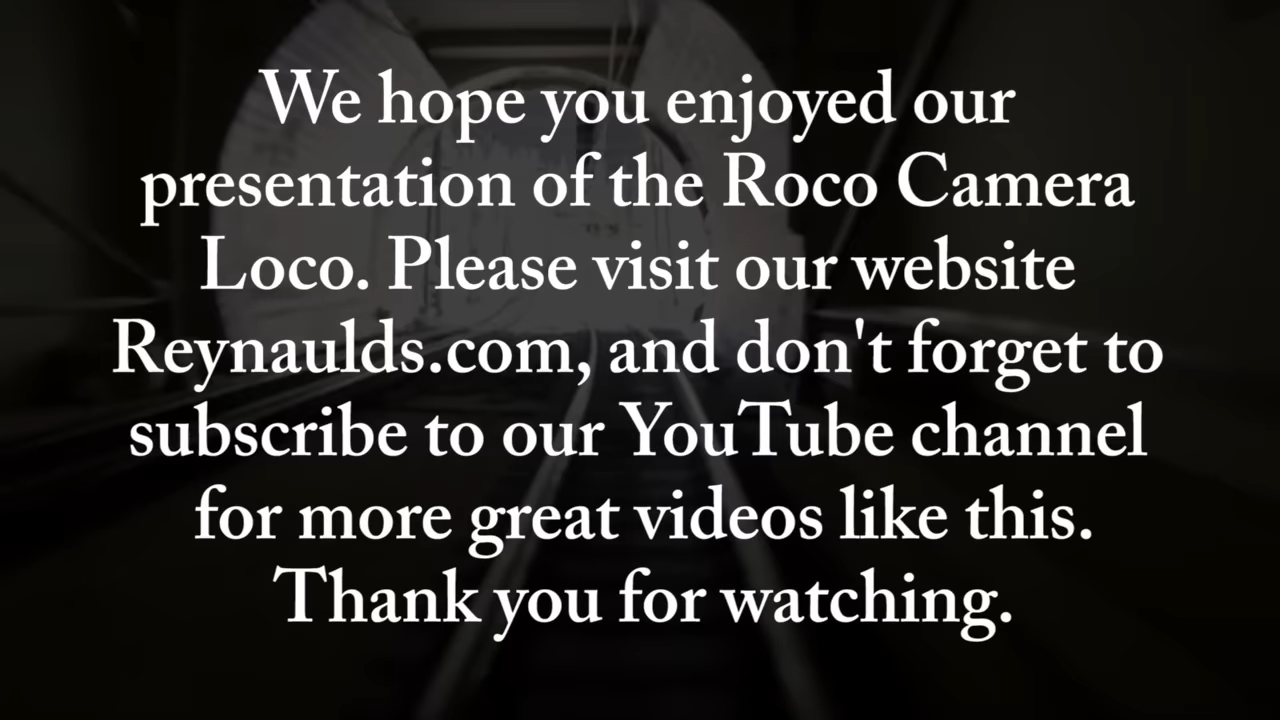 We hope you enjoyed our
presentation of the Roco Camera
Loco. Please visit our website
Reynaulds.com, and don't forget to
subscribe to our YouTube channel
for more great videos like this.
Thank you for watching.